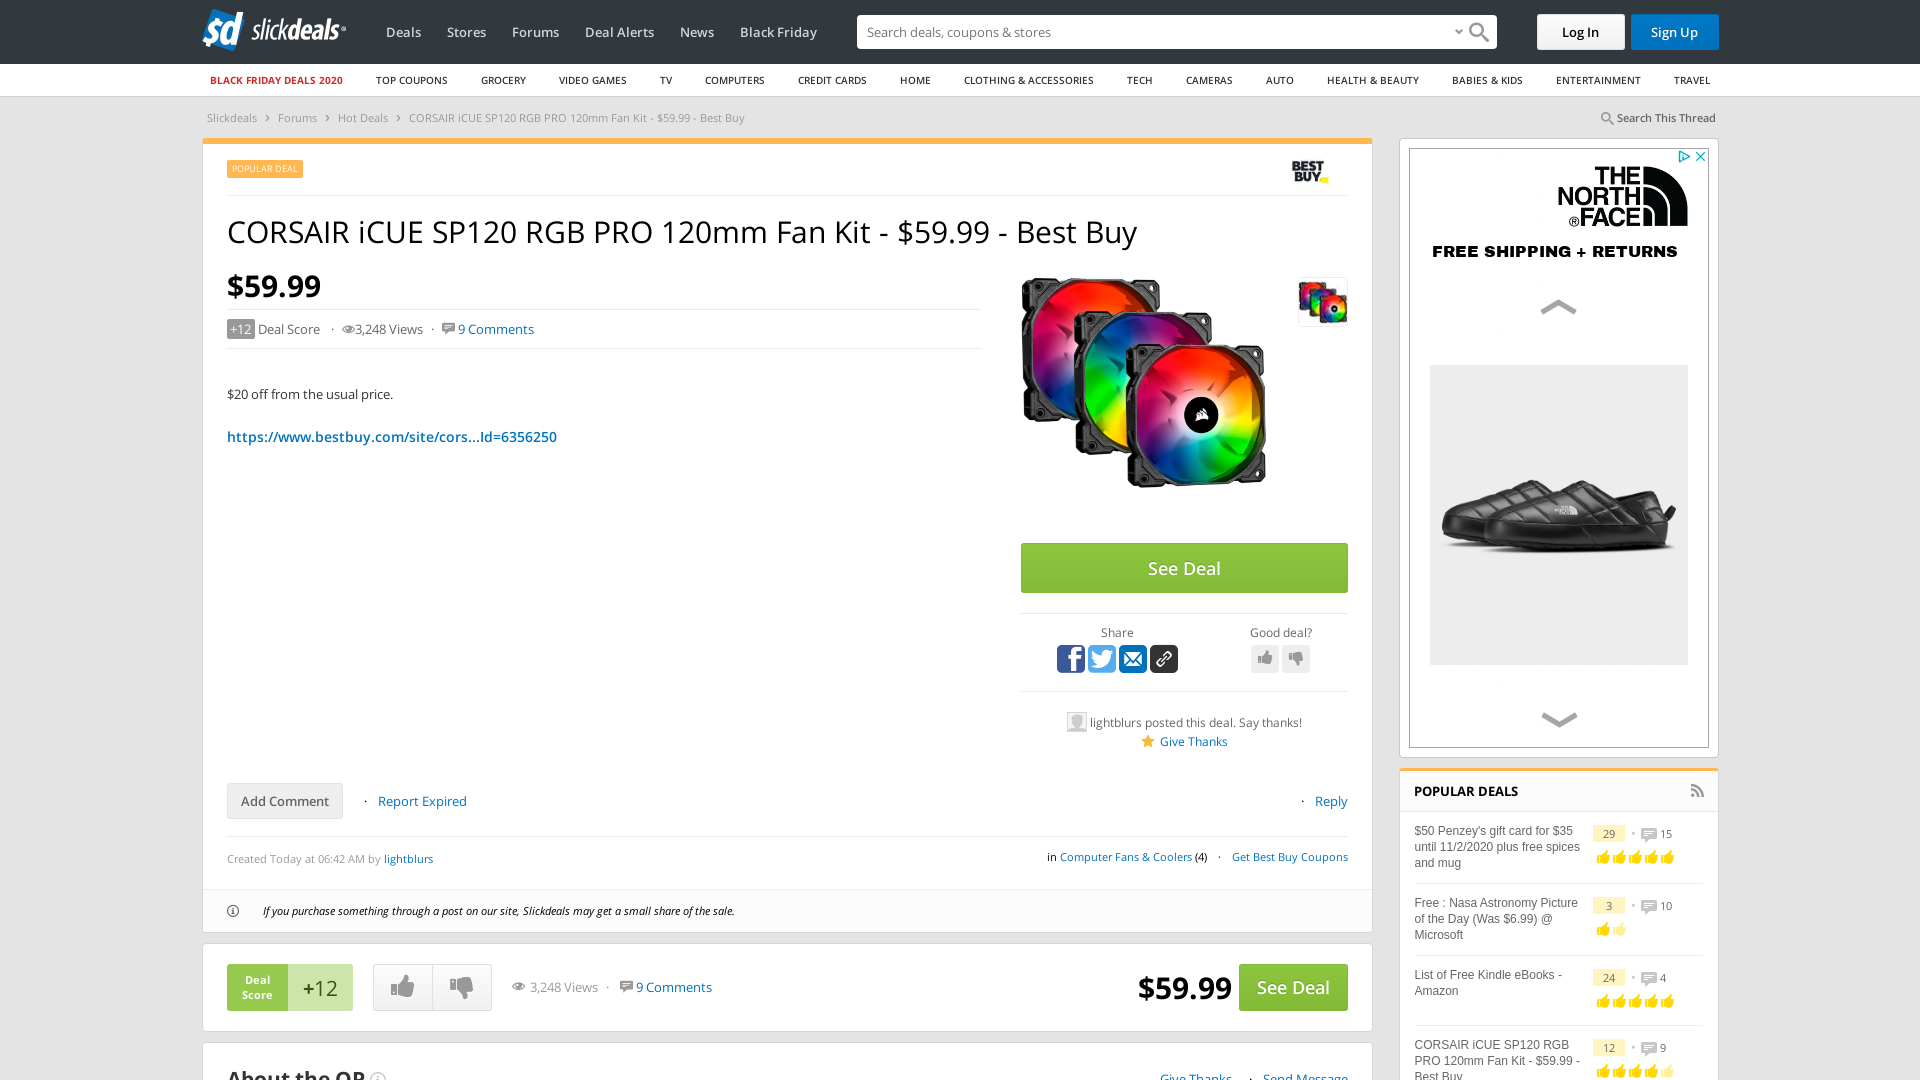 sd slickdeals
Deals
Stores
Forums
Deal Alerts
News
Black Friday
Search deals, coupons & stores
Log In
Sign Up
BLACK FRIDAY DEALS 2020
TOP COUPONS
GROCERY
VIDEO GAMES
TV
COMPUTERS
CREDIT CARDS
HOME
CLOTHING & ACCESSORIES
TECH
CAMERAS
AUTO
HEALTH & BEAUTY
BABIES & KIDS
ENTERTAINMENT
TRAVEL
Slickdeals › Forums › Hot Deals › CORSAIR iCUE SP120 RGB PRO 120mm Fan Kit - $59.99 - Best Buy
Search This Thread
POPULAR DEAL
BEST
BUY
CORSAIR iCUE SP120 RGB PRO 120mm Fan Kit - $59.99 - Best Buy
$59.99
+12 Deal Score · 3,248 Views · 9 Comments
$20 off from the usual price.
https://www.bestbuy.com/site/cors...Id=6356250
See Deal
Share
Good deal?
lightblurs posted this deal. Say thanks!
Give Thanks
Add Comment · Report Expired
· Reply
Created Today at 06:42 AM by lightblurs
in Computer Fans & Coolers (4) · Get Best Buy Coupons
If you purchase something through a post on our site, Slickdeals may get a small share of the sale.
Deal
Score
+12
3,248 Views · 9 Comments
$59.99
See Deal
About the OP
Give Thanks · Send Message
THE
NORTH
®FACE
FREE SHIPPING + RETURNS
POPULAR DEALS
$50 Penzey's gift card for $35
until 11/2/2020 plus free spices
and mug
29 • 15
Free : Nasa Astronomy Picture
of the Day (Was $6.99) @
Microsoft
3 • 10
List of Free Kindle eBooks -
Amazon
24 • 4
CORSAIR iCUE SP120 RGB
PRO 120mm Fan Kit - $59.99 -
Best Buy
12 • 9